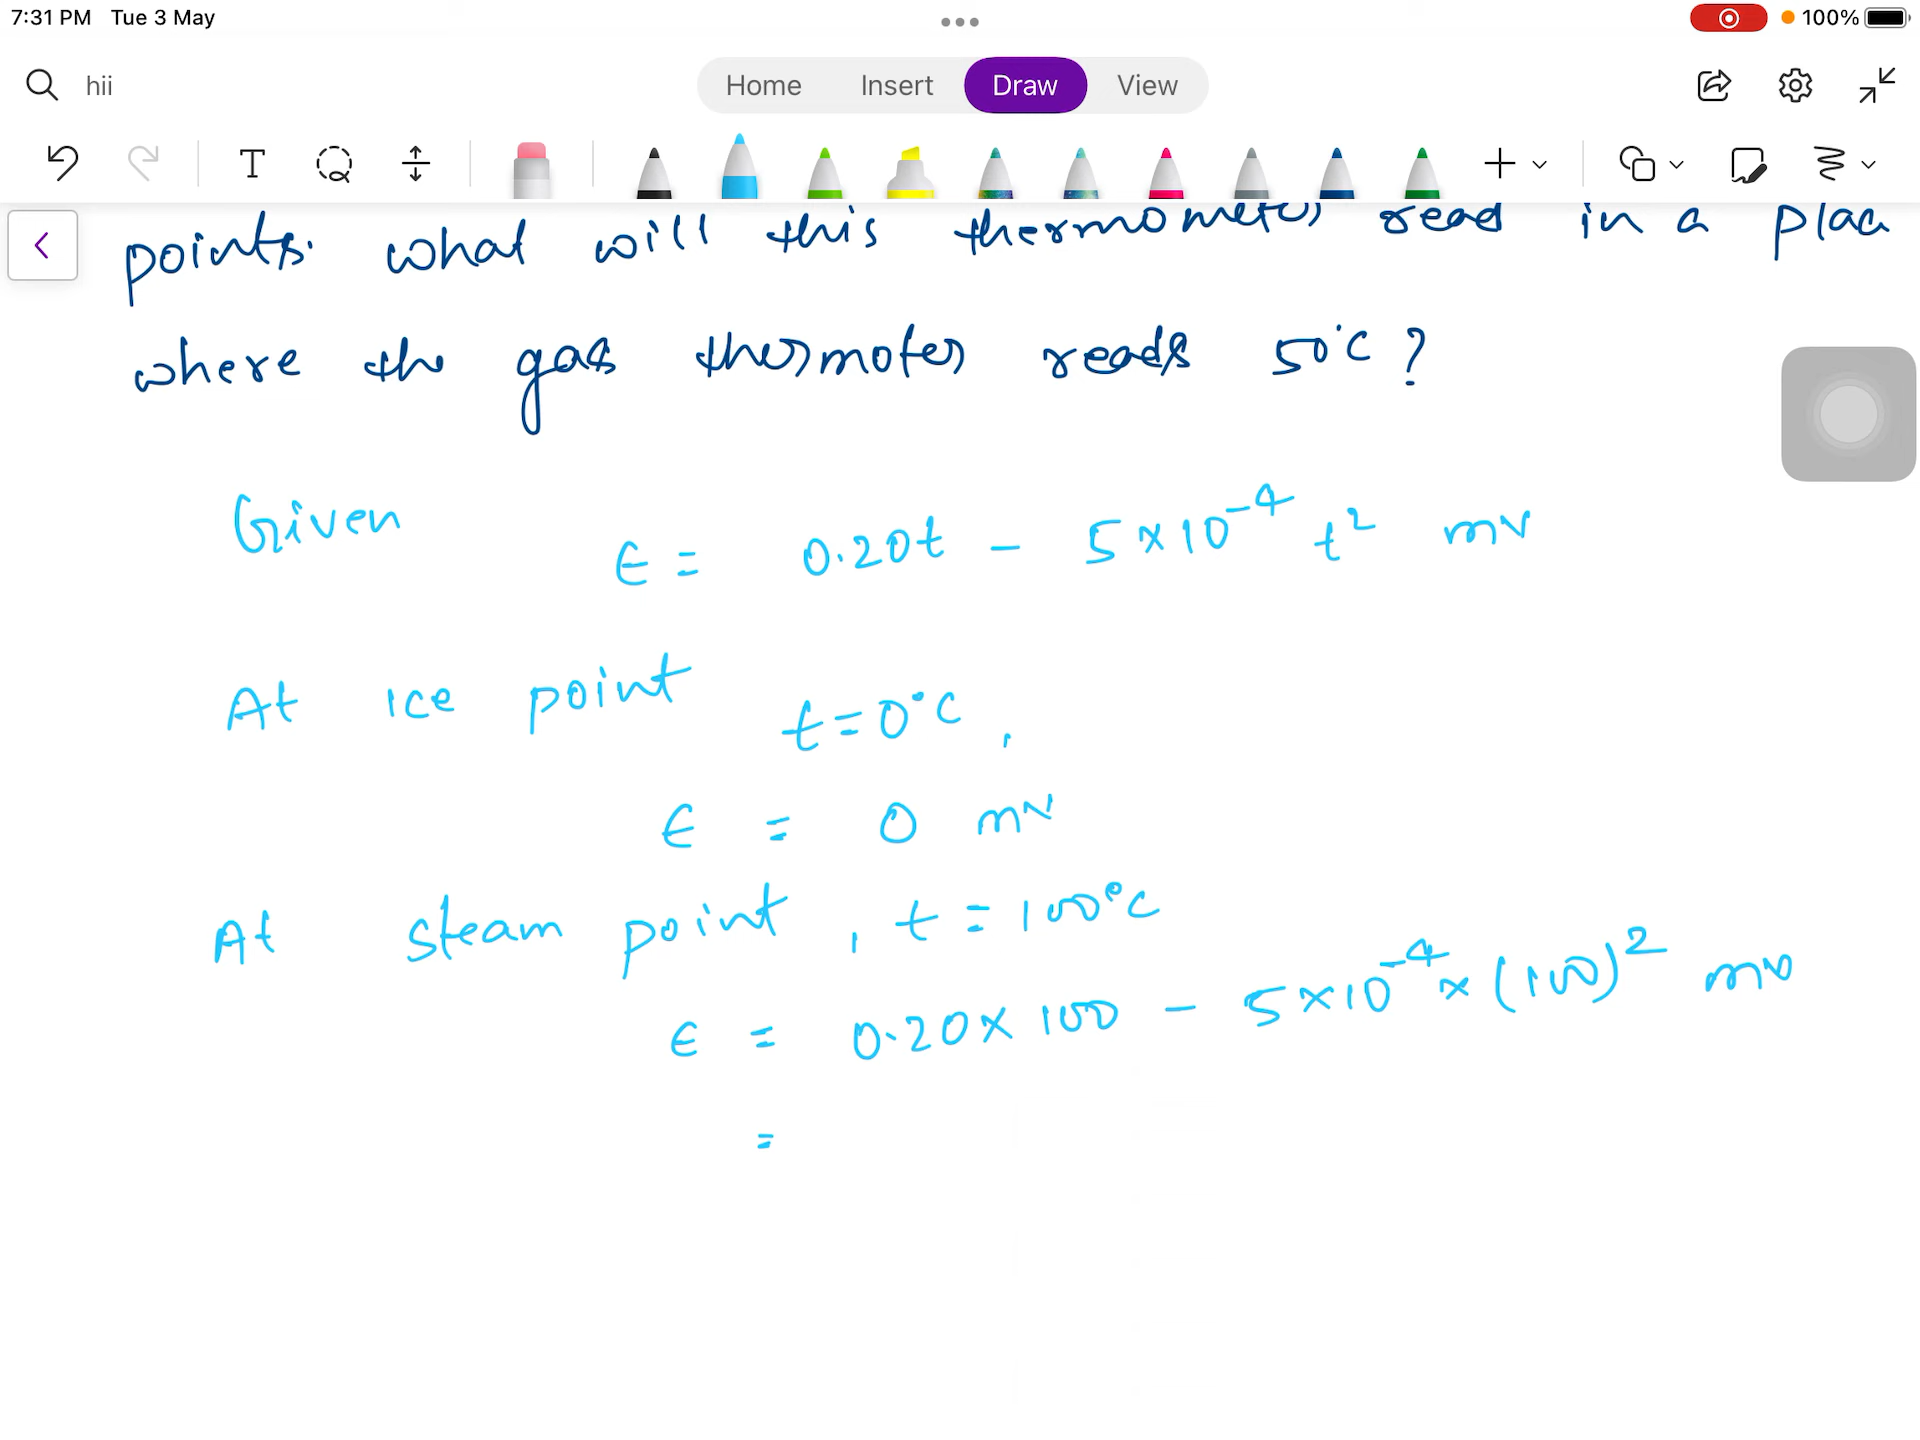 7:31 PM Tue 3 May 100%
hii Home Insert Draw View
T
points. what will this thermometer read in a plac
where the gas thermoter reads 50°C ?
Given ε = 0.20t - 5×10⁻⁴ t² mv
At ice point t=0°C ,
ε = 0 mv
At steam point , t = 100°C
ε = 0.20× 100 - 5×10⁻⁴× (100)² mv
=